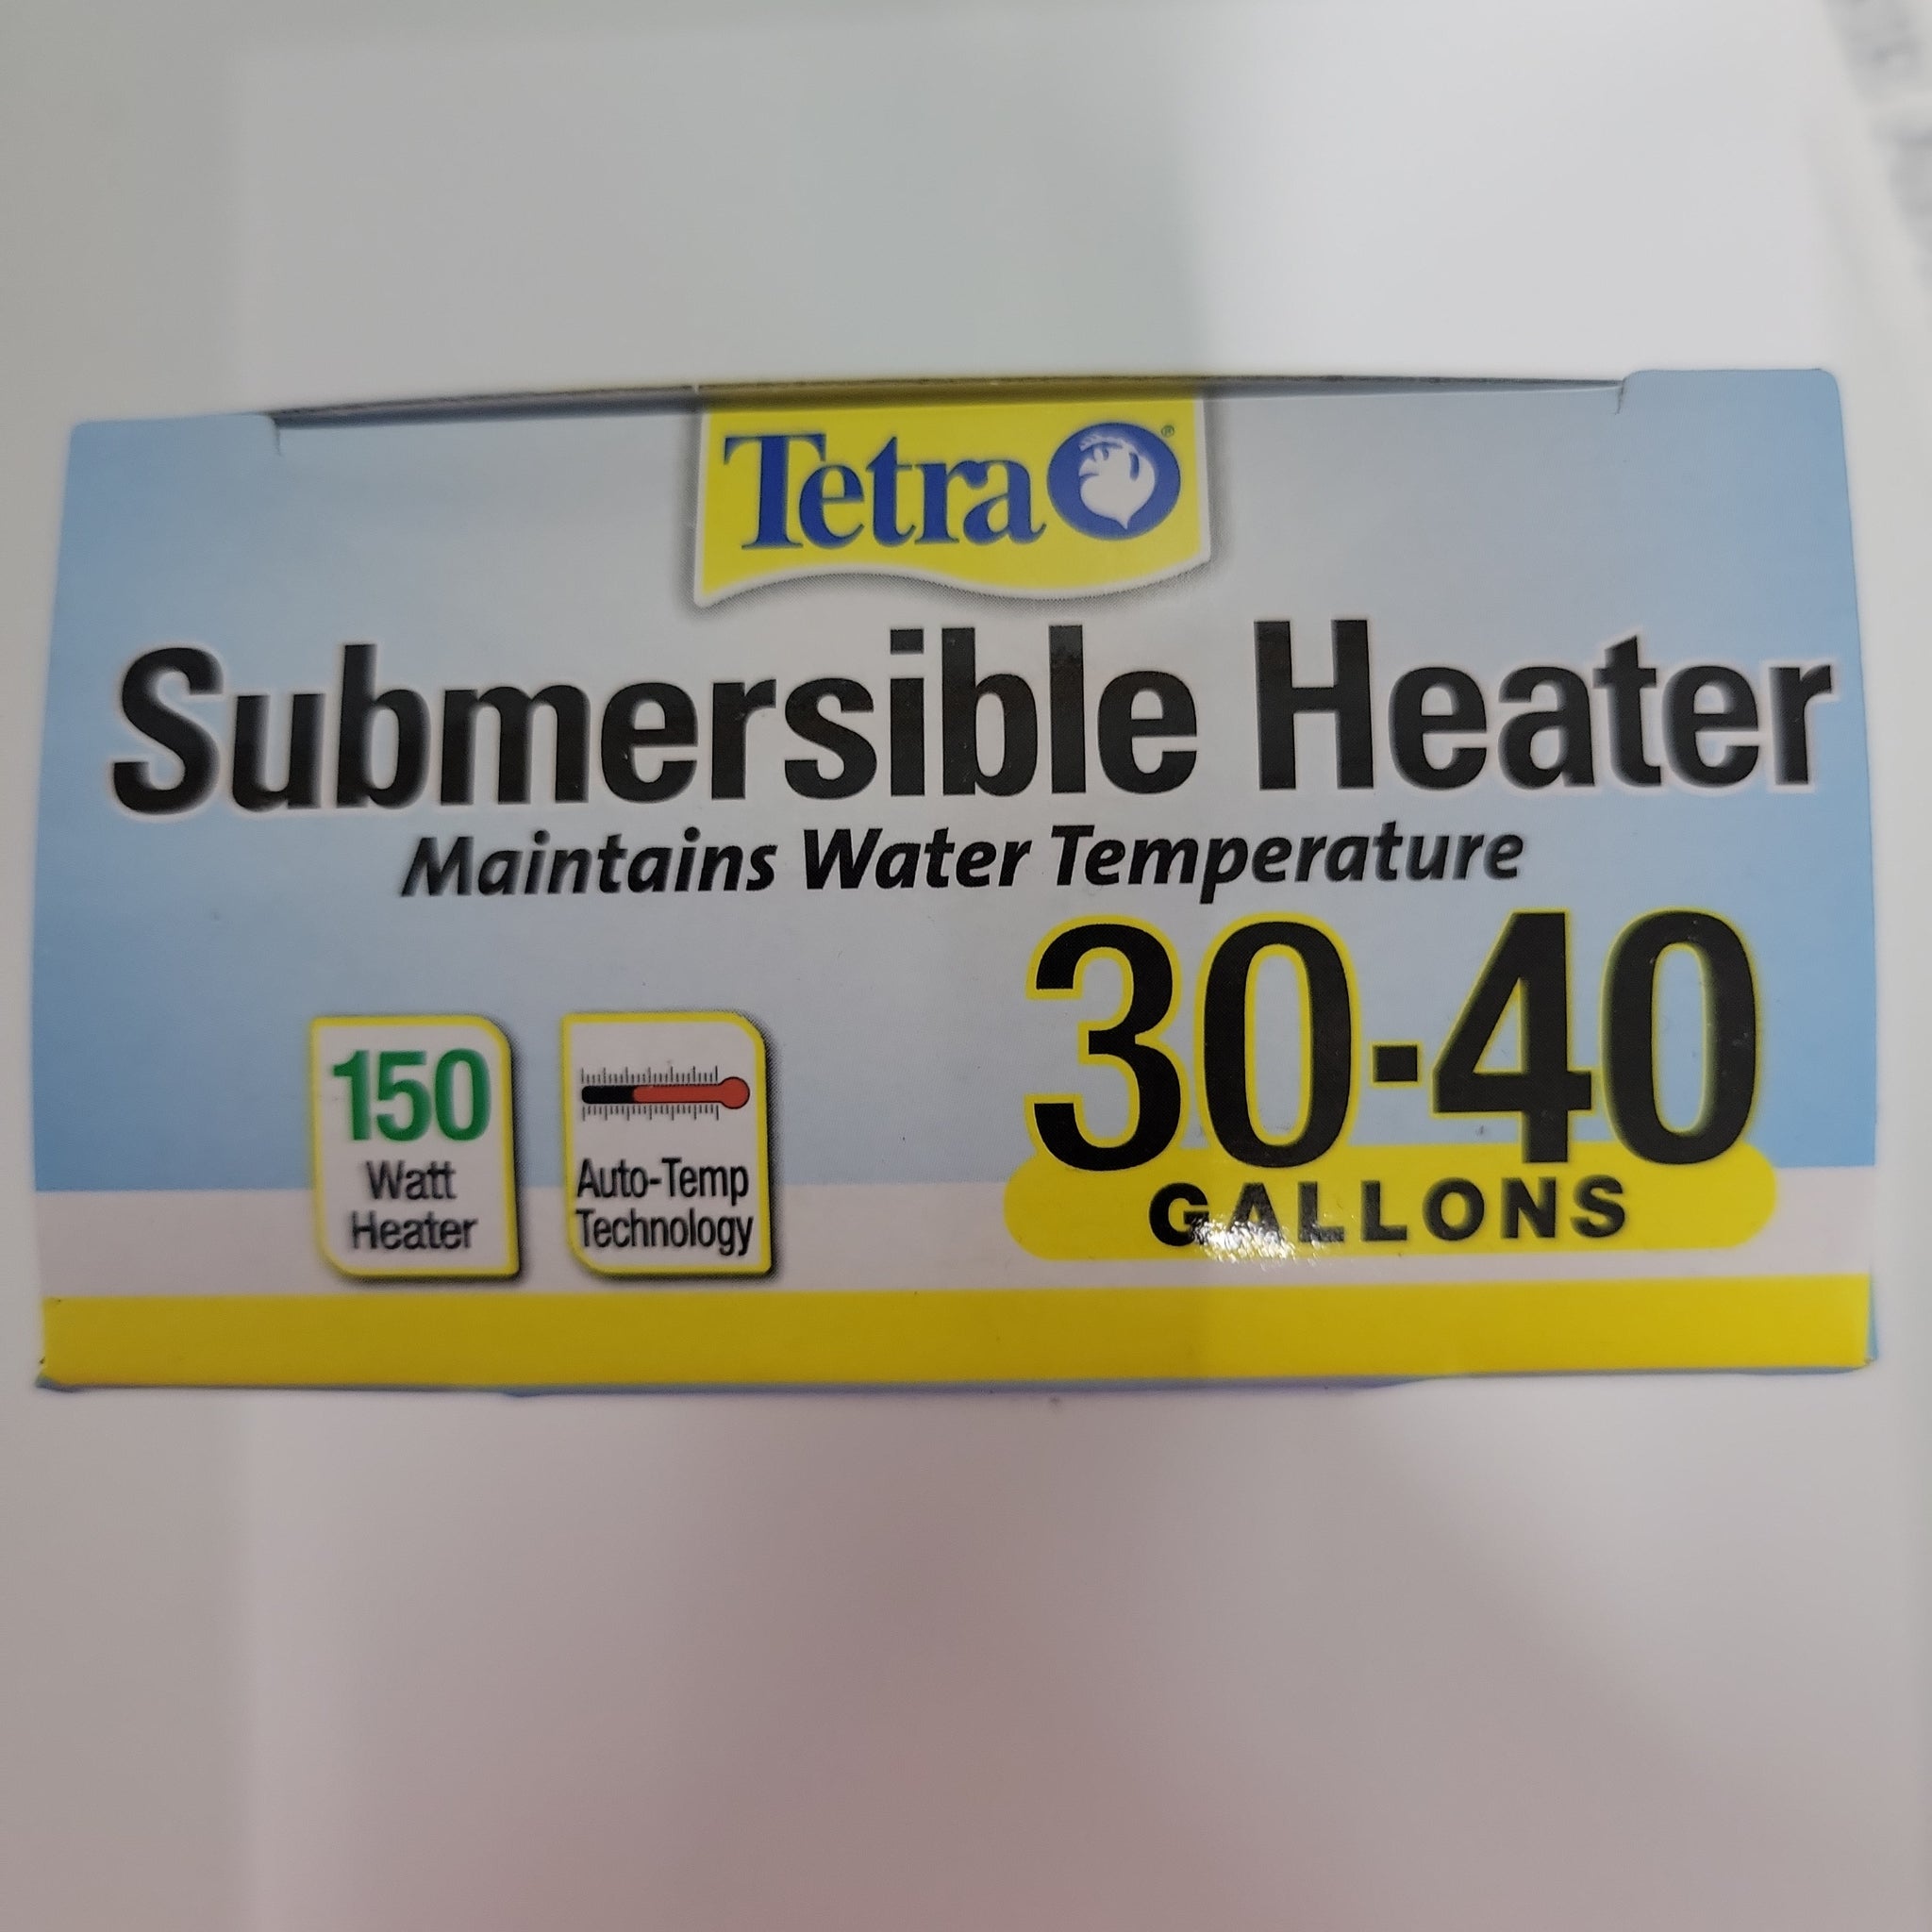 Tetra®
Submersible Heater
Maintains Water Temperature
30-40
GALLONS
150
Watt
Heater
Auto-Temp
Technology